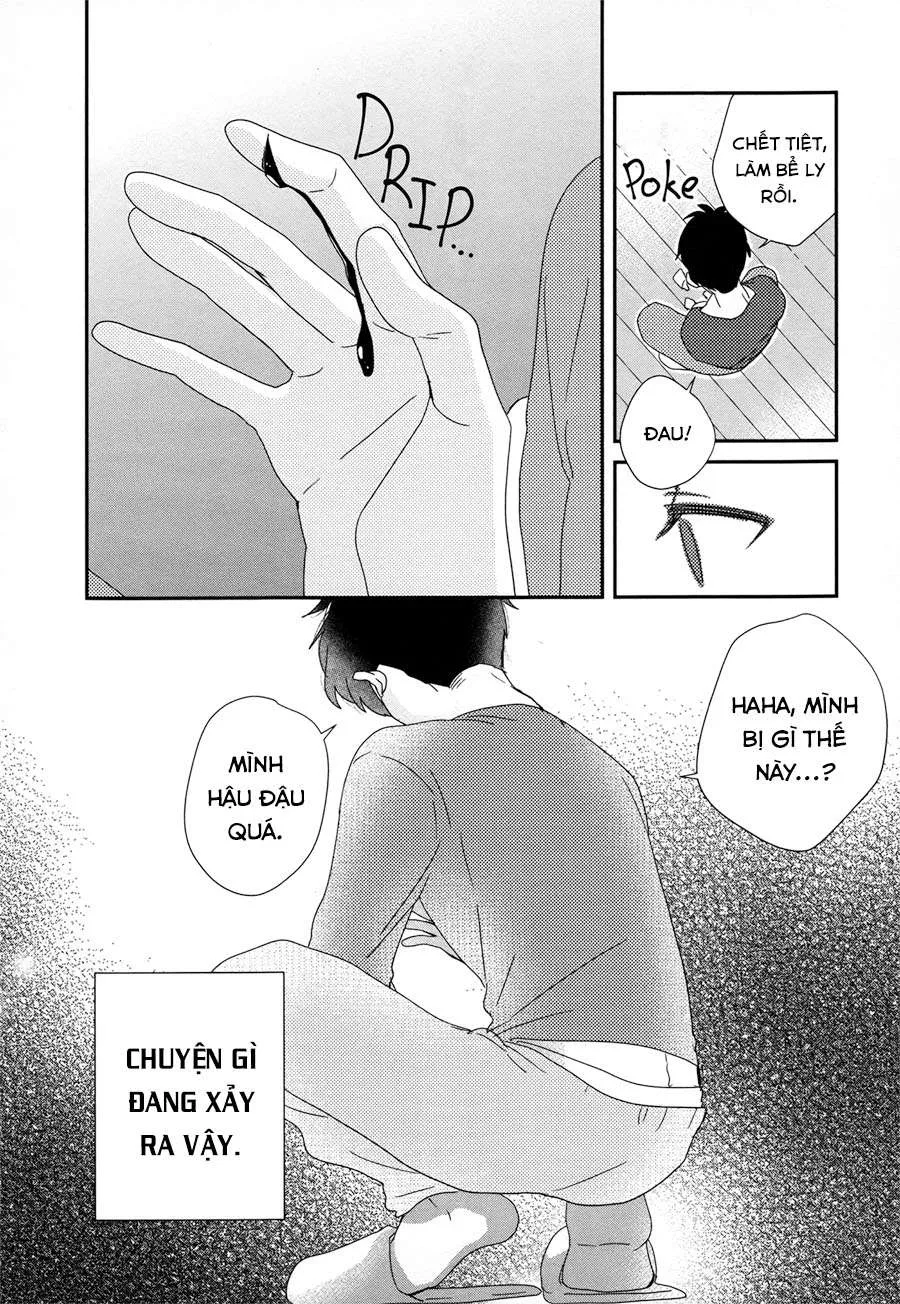 CHẾT TIỆT,
LÀM BỂ LY
RỒI.
Poke
ĐAU!
DRIP...
HAHA, MÌNH
BỊ GÌ THẾ
NÀY...?
MÌNH
HẬU ĐẬU
QUÁ.
CHUYỆN GÌ
ĐANG XẢY
RA VẬY.